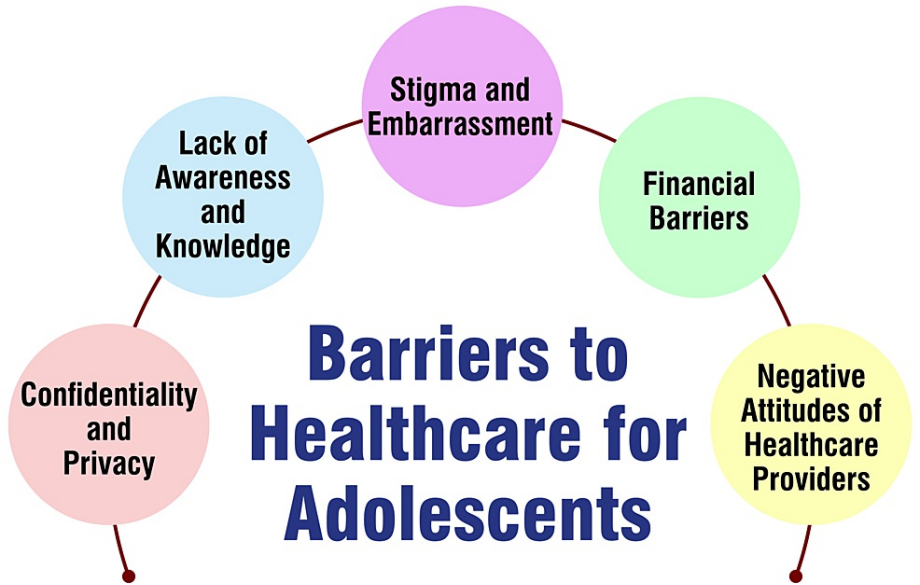 Stigma and
Embarrassment
Lack of
Awareness
and
Knowledge
Financial
Barriers
Confidentiality
and
Privacy
Barriers to
Healthcare for
Adolescents
Negative
Attitudes of
Healthcare
Providers